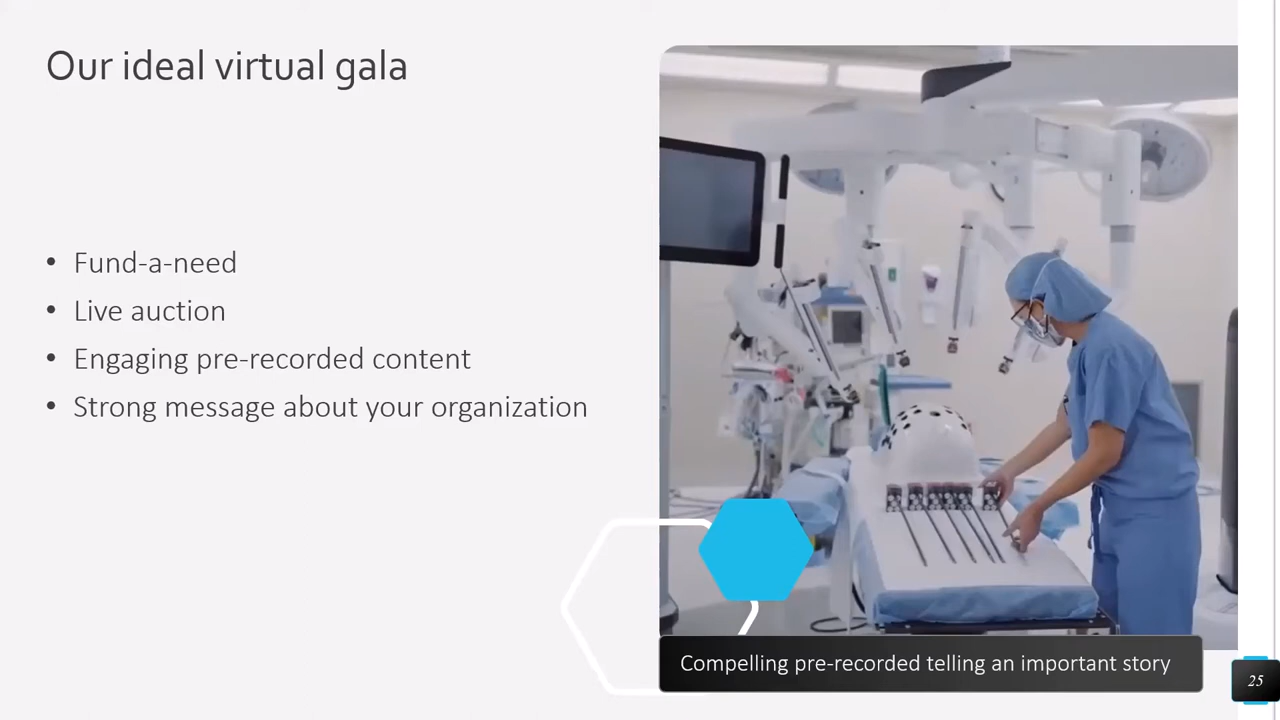 Our ideal virtual gala
• Fund-a-need
• Live auction
• Engaging pre-recorded content
• Strong message about your organization
Compelling pre-recorded telling an important story
25